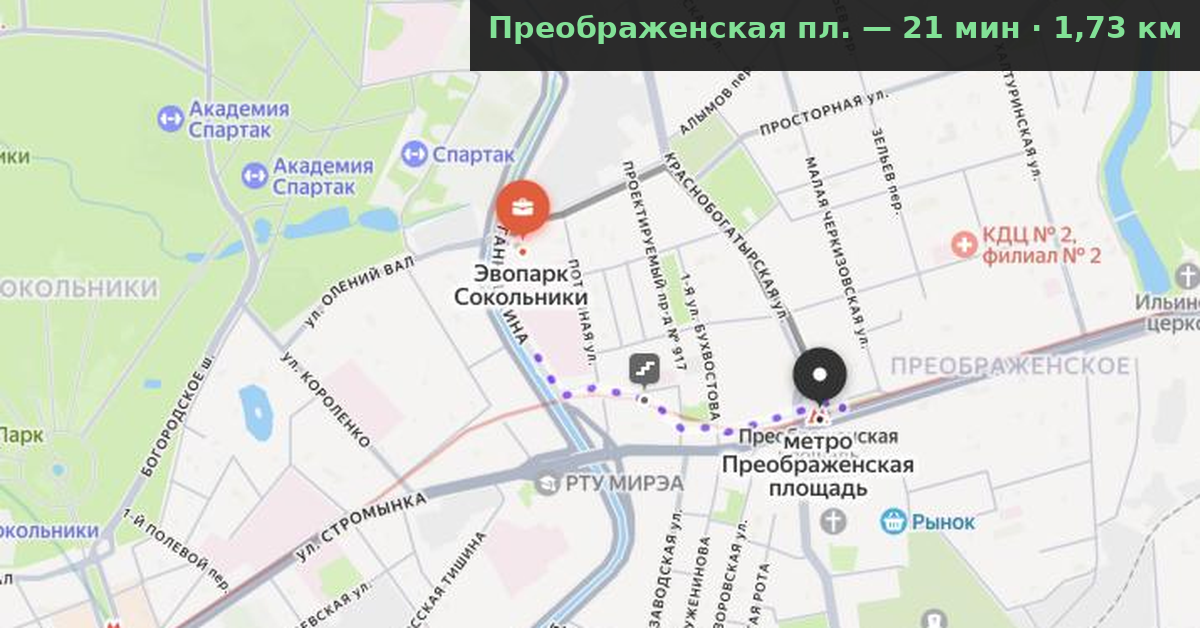 Преображенская пл. — 21 мин · 1,73 км
Академия
Спартак
Спартак
Академия
Спартак
АЛЫМОВ пер.
ПРОСТОРНАЯ ул.
ХАЛТУРИНСКАЯ ул.
ЗЕЛЬЕВ пер.
МАЛАЯ ЧЕРКИЗОВСКАЯ ул.
КРАСНОБОГАТЫРСКАЯ ул.
ПРОЕКТИРУЕМЫЙ пр-д № 917
1-я ул. БУХВОСТОВА
КДЦ № 2,
филиал № 2
Эвопарк
Сокольники
ул. ОЛЕНИЙ ВАЛ
ул. КОРОЛЕНКО
БОГОРОДСКОЕ ш.
ПРЕОБРАЖЕНСКОЕ
метро
Преображенская
площадь
РТУ МИРЭА
Рынок
ул. СТРОМЫНКА
1-й ПОЛЕВОЙ пер.
Парк